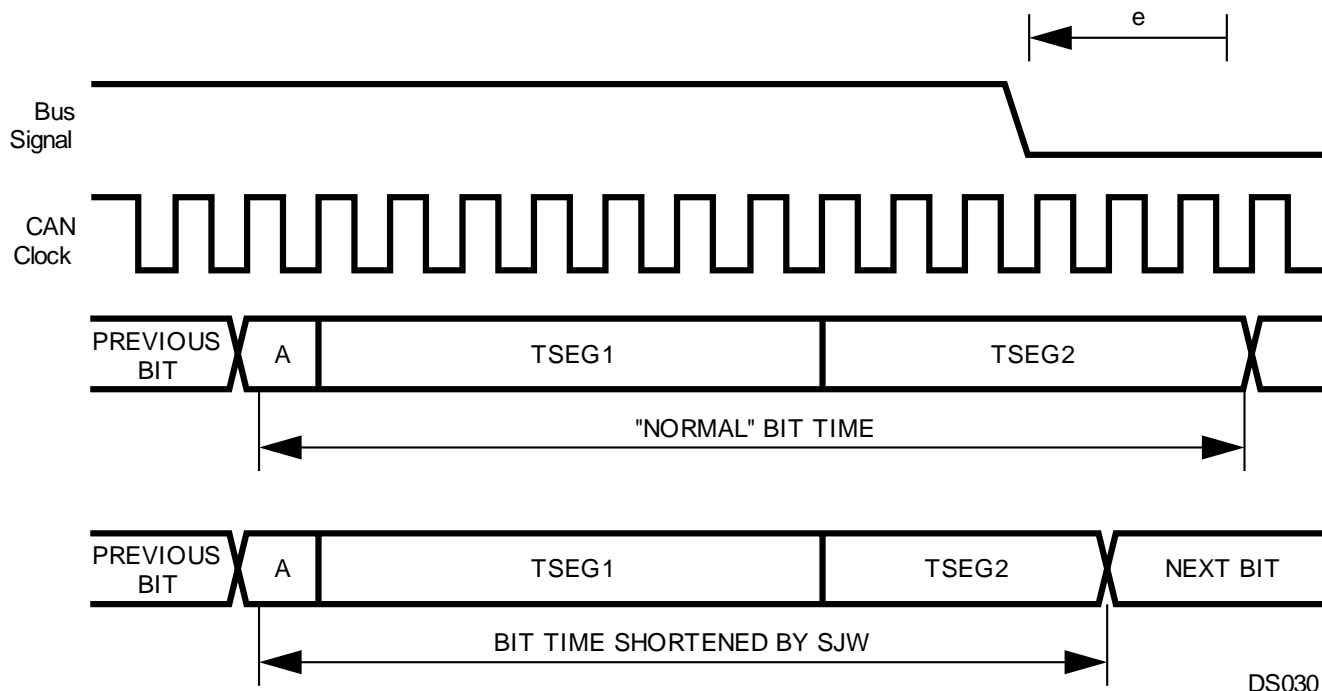 e
Bus
Signal
CAN
Clock
PREVIOUS
BIT
A
TSEG1
TSEG2
"NORMAL" BIT TIME
PREVIOUS
BIT
A
TSEG1
TSEG2
NEXT BIT
BIT TIME SHORTENED BY SJW
DS030